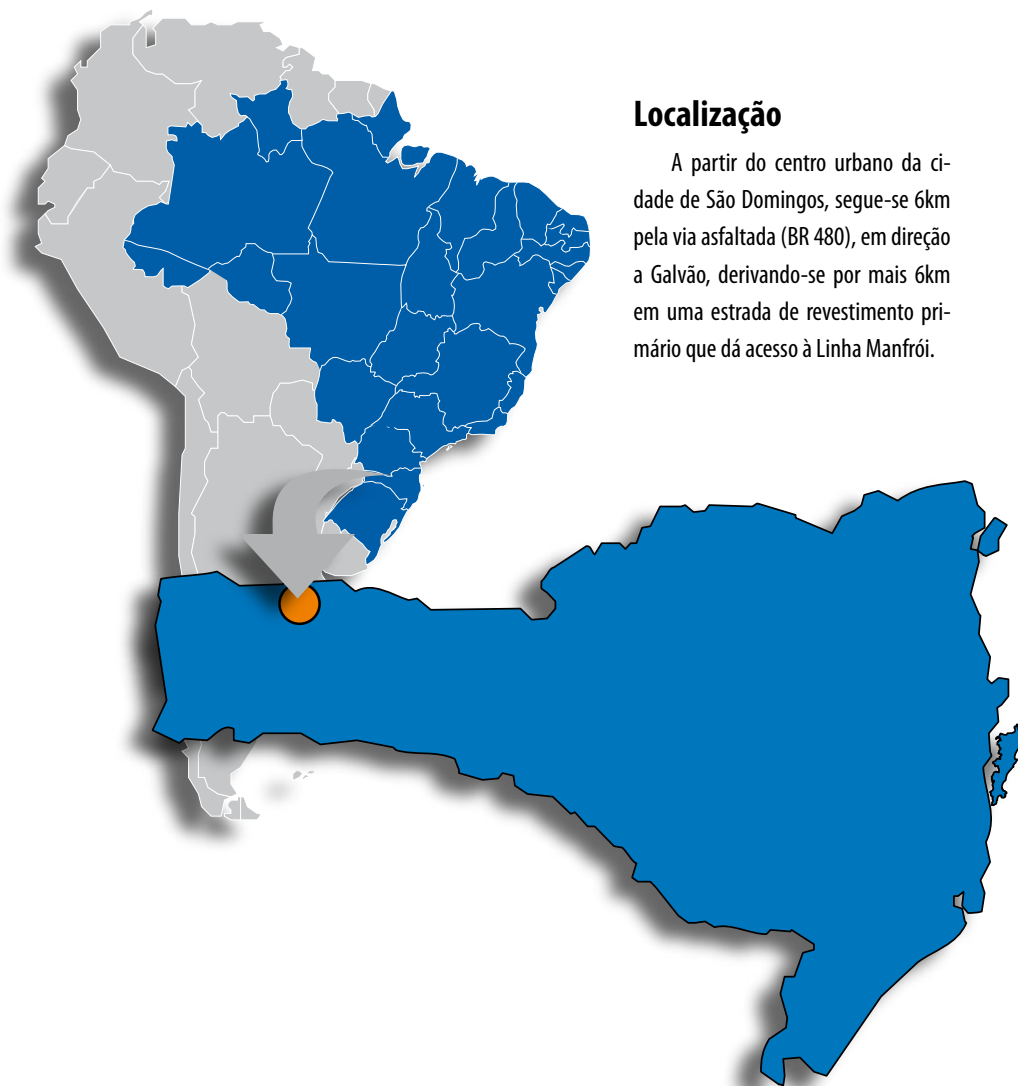 Localização
A partir do centro urbano da ci-
dade de São Domingos, segue-se 6km
pela via asfaltada (BR 480), em direção
a Galvão, derivando-se por mais 6km
em uma estrada de revestimento pri-
mário que dá acesso à Linha Manfrói.